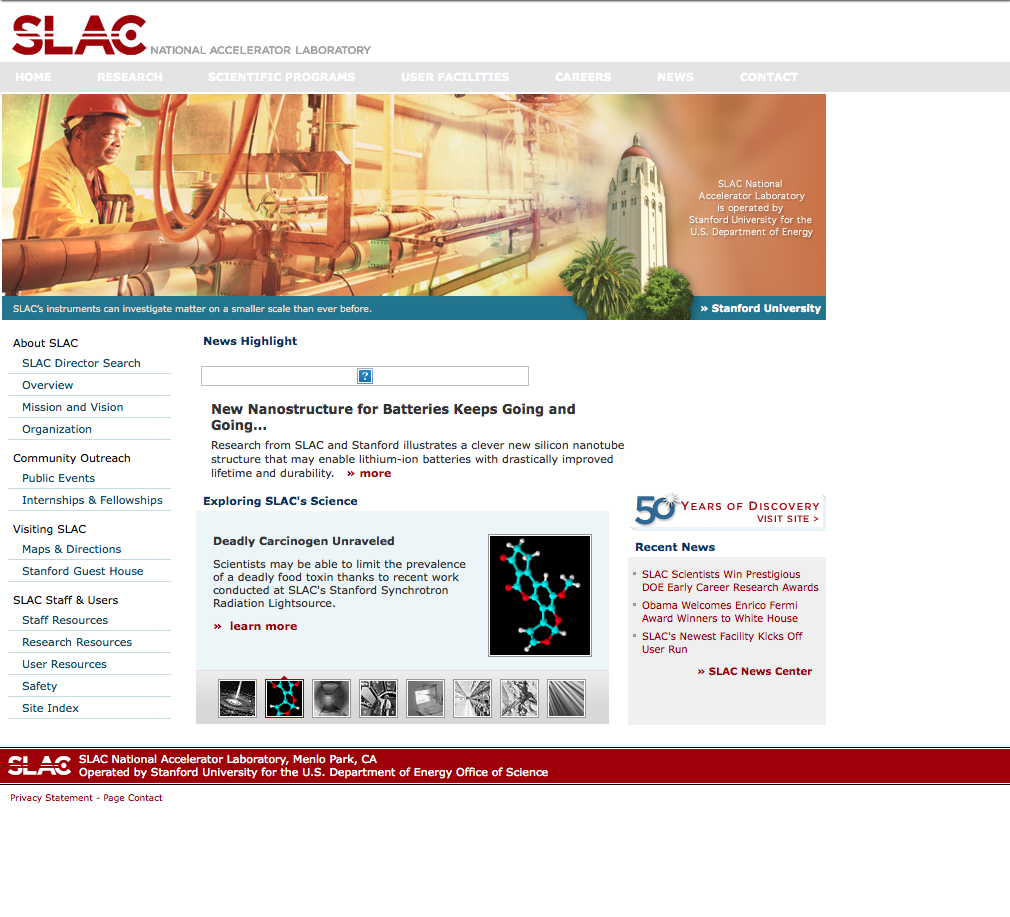 SLAC NATIONAL ACCELERATOR LABORATORY
HOME RESEARCH SCIENTIFIC PROGRAMS USER FACILITIES CAREERS NEWS CONTACT
SLAC National
Accelerator Laboratory
is operated by
Stanford University for the
U.S. Department of Energy
SLAC's instruments can investigate matter on a smaller scale than ever before.
» Stanford University
About SLAC
SLAC Director Search
Overview
Mission and Vision
Organization
Community Outreach
Public Events
Internships & Fellowships
Visiting SLAC
Maps & Directions
Stanford Guest House
SLAC Staff & Users
Staff Resources
Research Resources
User Resources
Safety
Site Index
News Highlight
?
New Nanostructure for Batteries Keeps Going and
Going...
Research from SLAC and Stanford illustrates a clever new silicon nanotube
structure that may enable lithium-ion batteries with drastically improved
lifetime and durability. » more
Exploring SLAC's Science
Deadly Carcinogen Unraveled
Scientists may be able to limit the prevalence
of a deadly food toxin thanks to recent work
conducted at SLAC's Stanford Synchrotron
Radiation Lightsource.
» learn more
50 YEARS OF DISCOVERY
VISIT SITE >
Recent News
SLAC Scientists Win Prestigious
DOE Early Career Research Awards
Obama Welcomes Enrico Fermi
Award Winners to White House
SLAC's Newest Facility Kicks Off
User Run
» SLAC News Center
SLAC SLAC National Accelerator Laboratory, Menlo Park, CA
Operated by Stanford University for the U.S. Department of Energy Office of Science
Privacy Statement - Page Contact